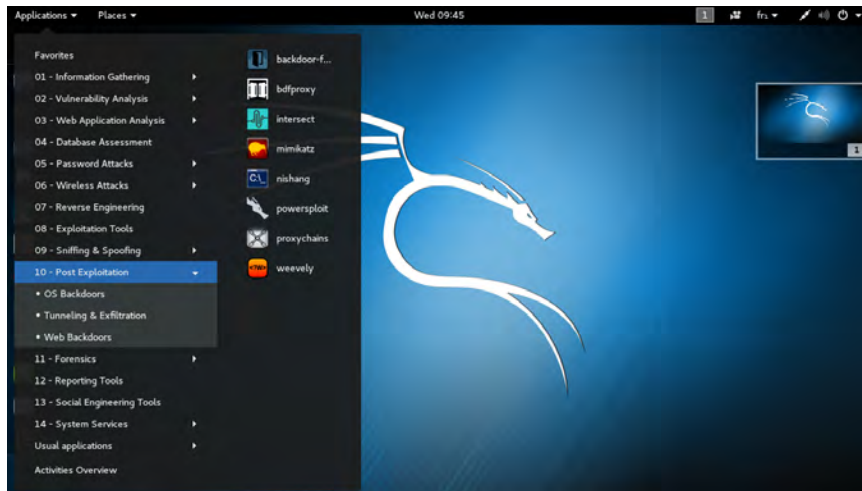 Applications Places Wed 09:45 1 fr₁
Favorites
01 - Information Gathering
02 - Vulnerability Analysis
03 - Web Application Analysis
04 - Database Assessment
05 - Password Attacks
06 - Wireless Attacks
07 - Reverse Engineering
08 - Exploitation Tools
09 - Sniffing & Spoofing
10 - Post Exploitation
• OS Backdoors
• Tunneling & Exfiltration
• Web Backdoors
11 - Forensics
12 - Reporting Tools
13 - Social Engineering Tools
14 - System Services
Usual applications
Activities Overview
backdoor-f...
bdfproxy
intersect
mimikatz
C:\_ nishang
powersploit
proxychains
weevely
1